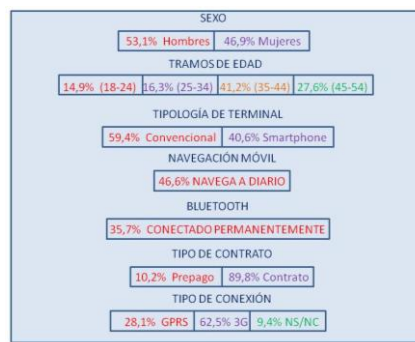 SEXO
53,1% Hombres 46,9% Mujeres
TRAMOS DE EDAD
14,9% (18-24) 16,3% (25-34) 41,2% (35-44) 27,6% (45-54)
TIPOLOGÍA DE TERMINAL
59,4% Convencional 40,6% Smartphone
NAVEGACIÓN MÓVIL
46,6% NAVEGA A DIARIO
BLUETOOTH
35,7% CONECTADO PERMANENTEMENTE
TIPO DE CONTRATO
10,2% Prepago 89,8% Contrato
TIPO DE CONEXIÓN
28,1% GPRS 62,5% 3G 9,4% NS/NC